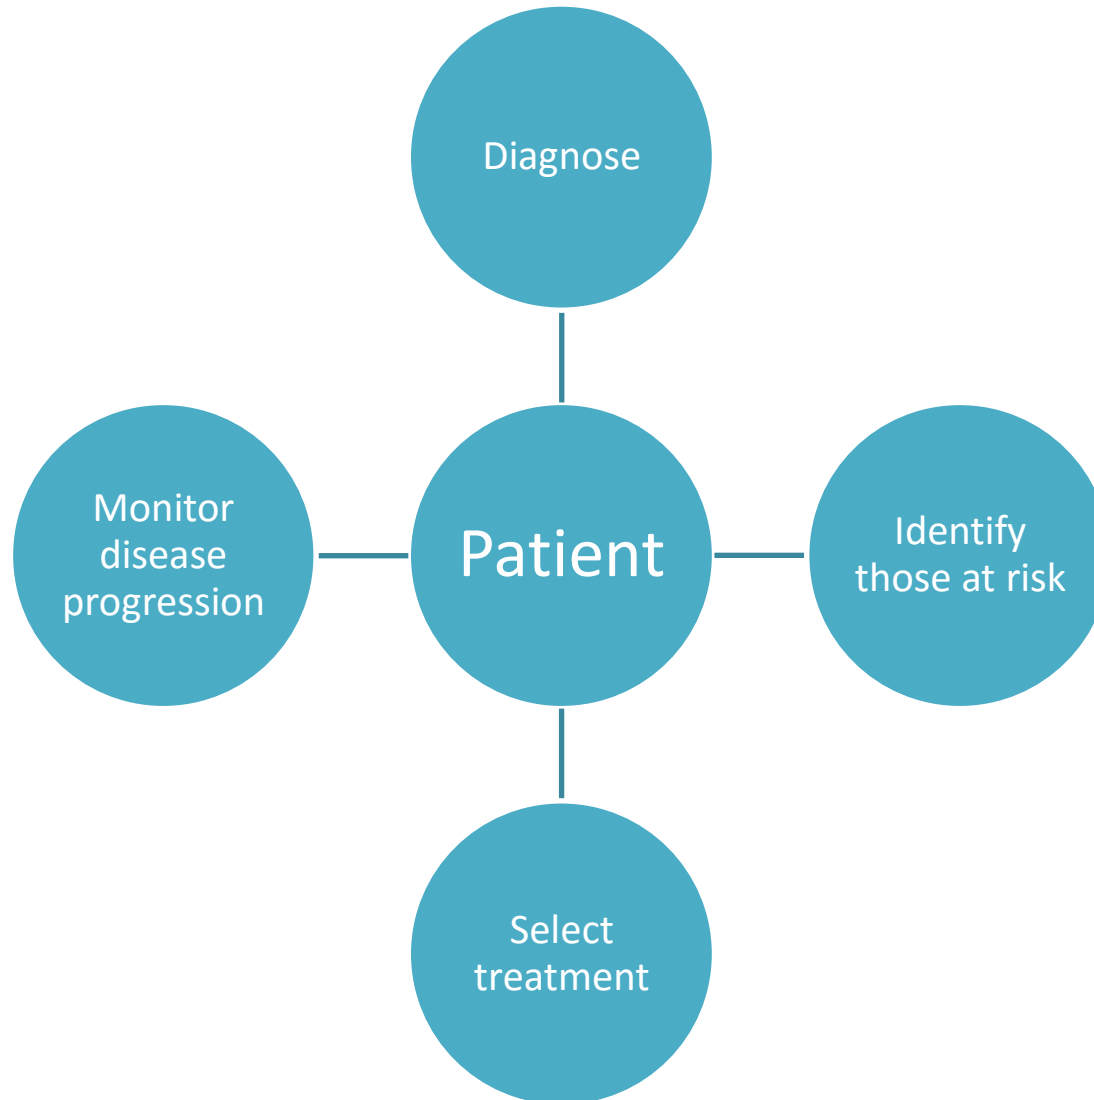 Diagnose
Monitor
disease
progression
Patient
Identify
those at risk
Select
treatment